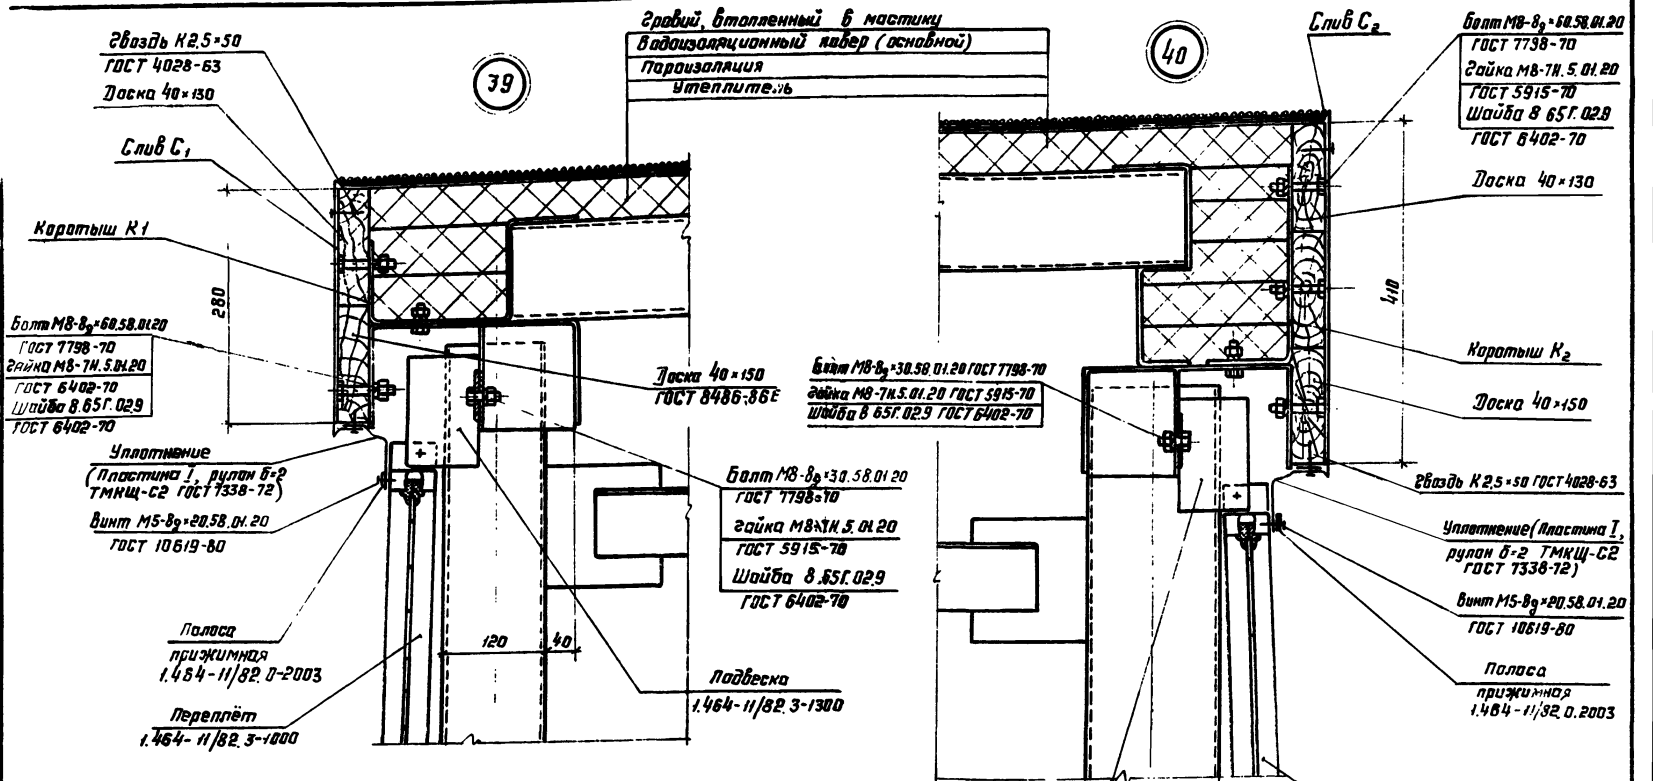 Гвоздь К2,5×50
ГОСТ 4028-63
Доска 40×130
Слив С1
Коротыш К1
280
Болт М8-8g×60.58.01.20
ГОСТ 7798-70
Гайка М8-7Н.5.01.20
ГОСТ 6402-70
Шайба 8.65Г.029
ГОСТ 6402-70
Уплотнение
(Пластина I, рулон б=2
ТМКЩ-С2 ГОСТ 7338-72)
Винт М5-8g×20.58.01.20
ГОСТ 10619-80
Полоса
прижимная
1.464-11/82.0-2003
Переплёт
1.464-11/82.3-1000
39
Гравий, втопленный в мастику
Водоизоляционный ковер (основной)
Пароизоляция
Утеплитель
Доска 40×150
ГОСТ 8486-86Е
Болт М8-8g×30.58.01.20
ГОСТ 7798-70
Гайка М8-7Н.5.01.20
ГОСТ 5915-70
Шайба 8.65Г.029
ГОСТ 6402-70
120
40
Подвеска
1.464-11/82.3-1300
40
Слив С2
Болт М8-8g×60.58.01.20
ГОСТ 7798-70
Гайка М8-7Н.5.01.20
ГОСТ 5915-70
Шайба 8 65Г.029
ГОСТ 6402-70
Доска 40×130
410
Коротыш К2
Болт М8-8g×30.58.01.20 ГОСТ 7798-70
Гайка М8-7Н.5.01.20 ГОСТ 5915-70
Шайба 8 65Г.029 ГОСТ 6402-70
Доска 40×150
Гвоздь К2,5×50 ГОСТ 4028-63
Уплотнение (Пластина I,
рулон б=2 ТМКЩ-С2
ГОСТ 7338-72)
Винт М5-8g×20.58.01.20
ГОСТ 10619-80
Полоса
прижимная
1.464-11/82.0.2003